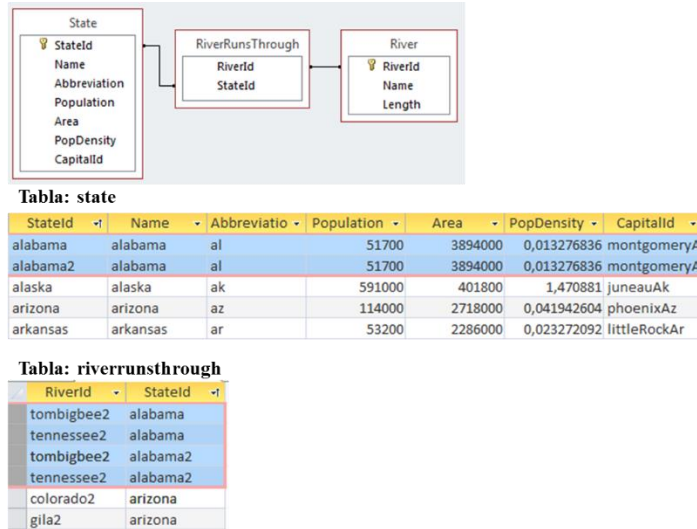 State
StateId
Name
Abbreviation
Population
Area
PopDensity
CapitalId
RiverRunsThrough
RiverId
StateId
River
RiverId
Name
Length
Tabla: state
StateId Name Abbreviatio Population Area PopDensity CapitalId
alabama alabama al 51700 3894000 0,013276836 montgomeryA
alabama2 alabama al 51700 3894000 0,013276836 montgomeryA
alaska alaska ak 591000 401800 1,470881 juneauAk
arizona arizona az 114000 2718000 0,041942604 phoenixAz
arkansas arkansas ar 53200 2286000 0,023272092 littleRockAr
Tabla: riverrunsthrough
RiverId StateId
tombigbee2 alabama
tennessee2 alabama
tombigbee2 alabama2
tennessee2 alabama2
colorado2 arizona
gila2 arizona